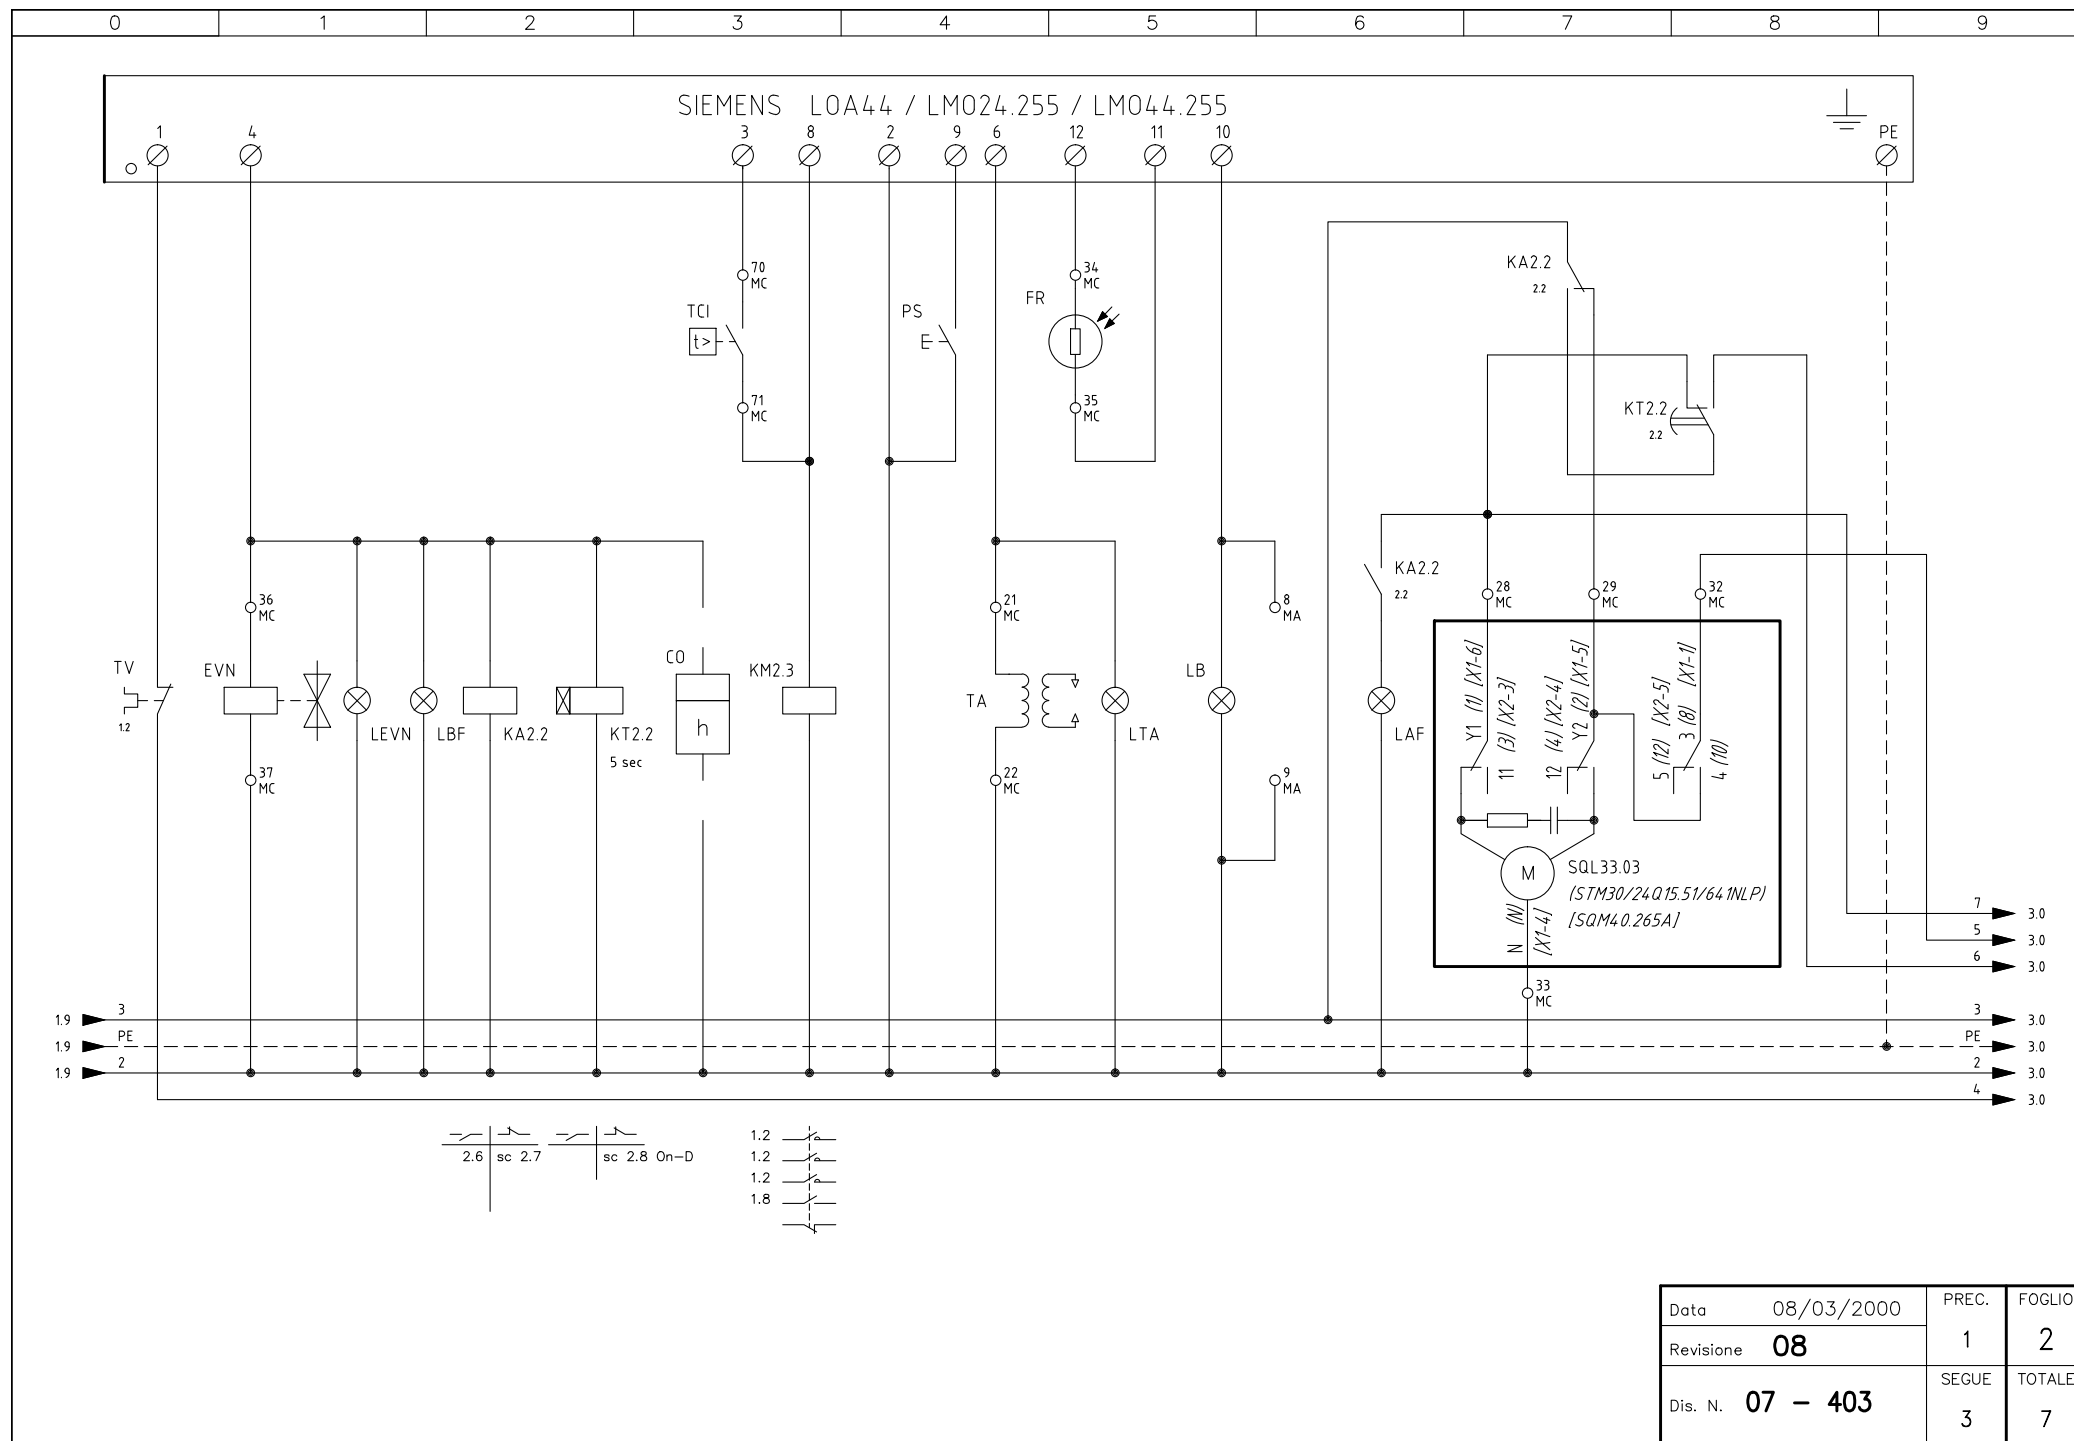 0 1 2 3 4 5 6 7 8 9
SIEMENS LOA44 / LMO24.255 / LMO44.255
1 4 3 8 2 9 6 12 11 10 PE
KA2.2
2.2
70
MC
34
MC
FR
TCI
t>
PS
E
71
MC
35
MC
KT2.2
2.2
KA2.2
2.2
36
MC
21
MC
8
MA
28
MC
29
MC
32
MC
TV
1.2
EVN
LEVN
LBF
KA2.2
KT2.2
5 sec
CO
h
KM2.3
TA
LTA
LB
LAF
Y1 (1) [X1-6]
11 (3) [X2-3]
12 (4) [X2-4]
Y2 (2) [X1-5]
5 (12) [X2-5]
3 (8) [X1-1]
4 (10)
37
MC
22
MC
9
MA
M
SQL33.03
(STM30/24Q15.51/641NLP)
[SQM40.265A]
N (N)
[X1-4]
33
MC
7 3.0
5 3.0
6 3.0
1.9 3 3 3.0
1.9 PE PE 3.0
1.9 2 2 3.0
4 3.0
2.6 sc 2.7
sc 2.8 On-D
1.2
1.2
1.2
1.8
Data 08/03/2000
PREC.
1
FOGLIO
2
Revisione 08
Dis. N. 07 - 403
SEGUE
3
TOTALE
7